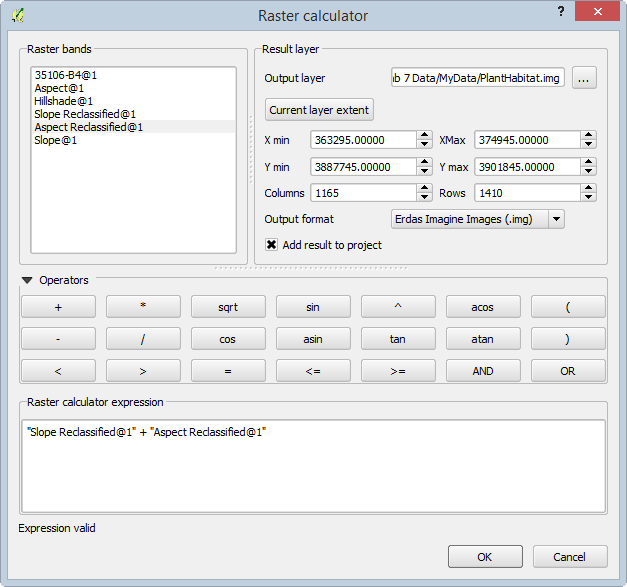 Raster calculator
?
Raster bands
35106-B4@1
Aspect@1
Hillshade@1
Slope Reclassified@1
Aspect Reclassified@1
Slope@1
Result layer
Output layer
ab 7 Data/MyData/PlantHabitat.img
...
Current layer extent
X min 363295.00000 XMax 374945.00000
Y min 3887745.00000 Y max 3901845.00000
Columns 1165 Rows 1410
Output format Erdas Imagine Images (.img)
Add result to project
Operators
+ * sqrt sin ^ acos (
- / cos asin tan atan )
< > = <= >= AND OR
Raster calculator expression
"Slope Reclassified@1" + "Aspect Reclassified@1"
Expression valid
OK Cancel